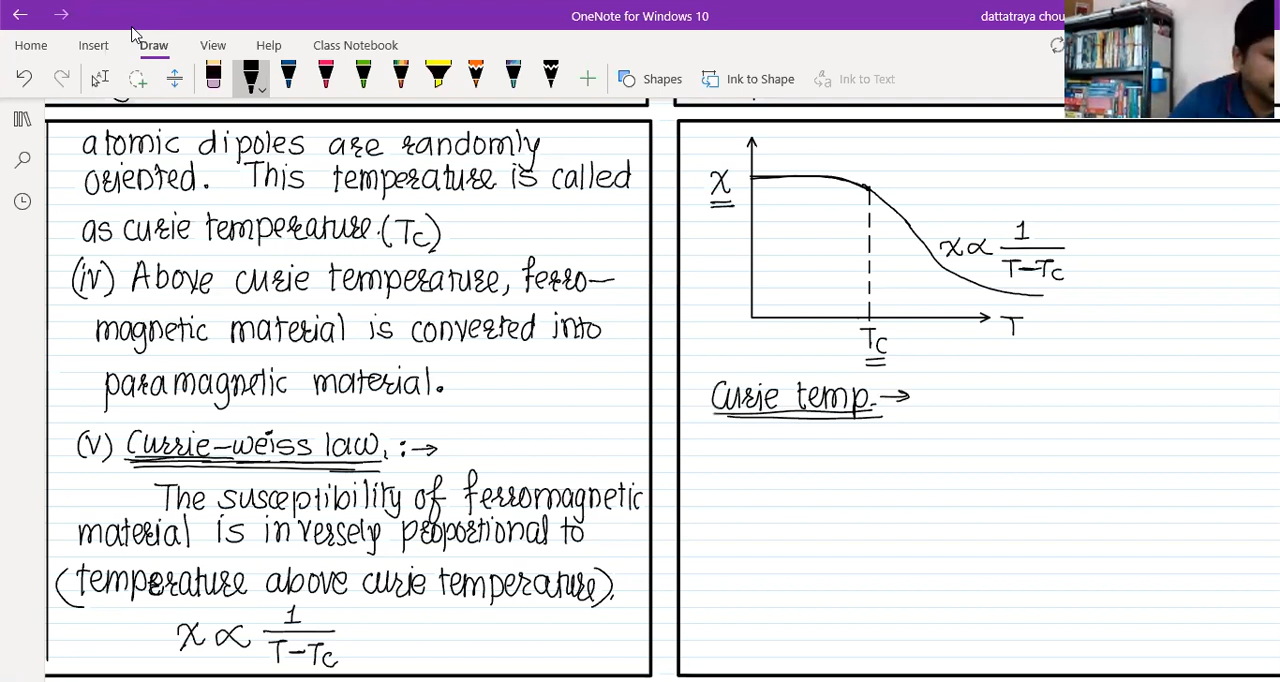 OneNote for Windows 10
dattatraya chou
Home Insert Draw View Help Class Notebook
Shapes Ink to Shape Ink to Text
atomic dipoles are randomly
oriented. This temperature is called
as curie temperature. (Tc)
(iv) Above curie temperature, ferro-
magnetic material is converted into
paramagnetic material.
(v) Currie-weiss law. :→
The susceptibility of ferromagnetic
material is inversely proportional to
(temperature above curie temperature).
χ ∝ 1/(T-Tc)
χ
χ ∝ 1/(T-Tc)
T
Tc
Curie temp. →